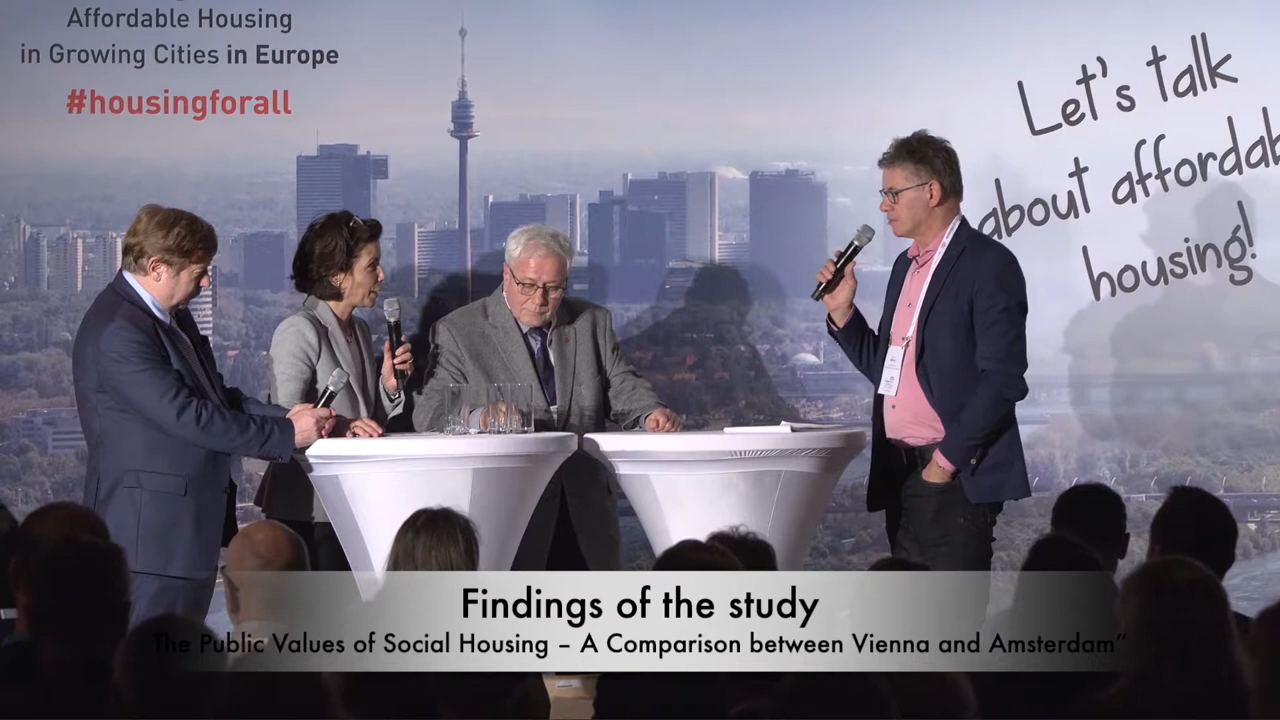 Affordable Housing
in Growing Cities in Europe
#housingforall
Let's talk
about affordab
housing!
Findings of the study
The Public Values of Social Housing – A Comparison between Vienna and Amsterdam”